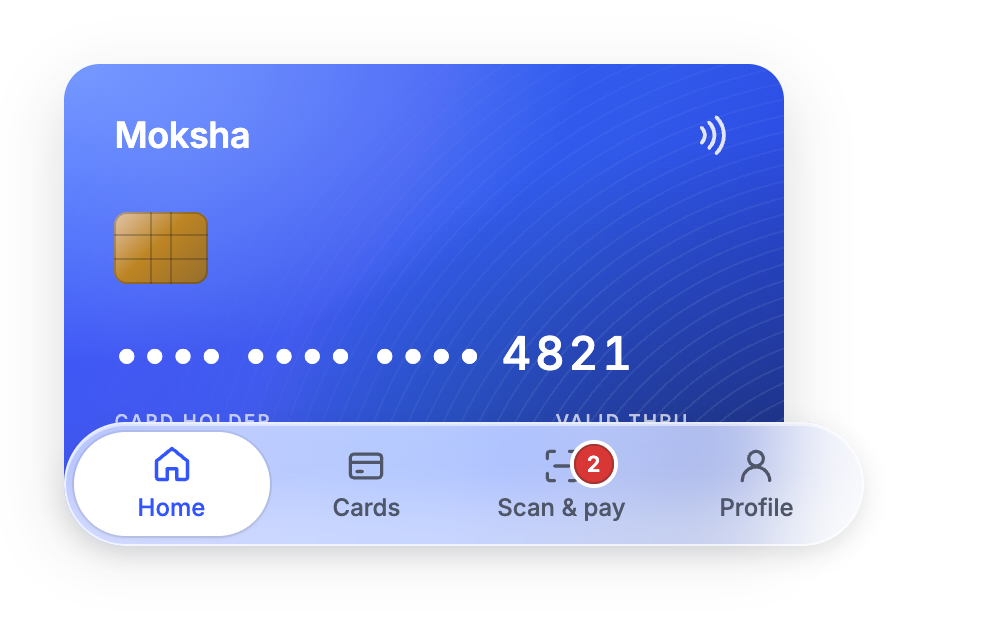 Moksha
•••• •••• •••• 4821
CARD HOLDER VALID THRU
2
Home Cards Scan & pay Profile